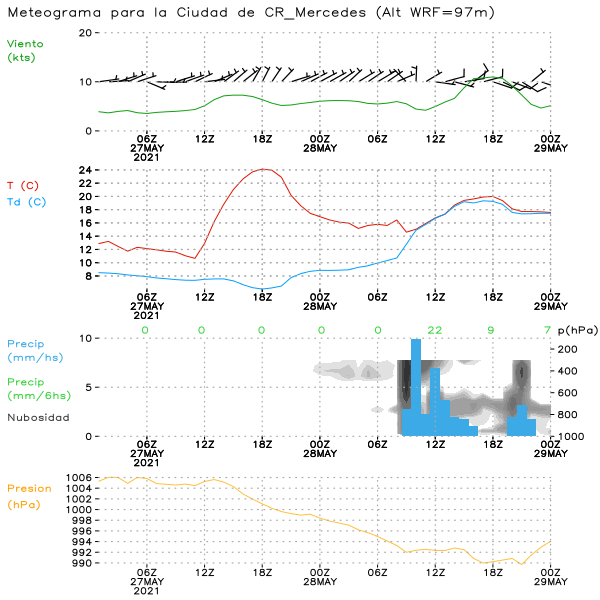 Meteograma para la Ciudad de CR_Mercedes (Alt WRF=97m)
Viento
(kts)
20
10
0
06Z 12Z 18Z 00Z 06Z 12Z 18Z 00Z
27MAY 28MAY 29MAY
2021
T (C)
Td (C)
24
22
20
18
16
14
12
10
8
06Z 12Z 18Z 00Z 06Z 12Z 18Z 00Z
27MAY 28MAY 29MAY
2021
0 0 0 0 0 22 9 7 p(hPa)
Precip
(mm/hs)
Precip
(mm/6hs)
Nubosidad
10
5
0
200
400
600
800
1000
06Z 12Z 18Z 00Z 06Z 12Z 18Z 00Z
27MAY 28MAY 29MAY
2021
Presion
(hPa)
1006
1004
1002
1000
998
996
994
992
990
06Z 12Z 18Z 00Z 06Z 12Z 18Z 00Z
27MAY 28MAY 29MAY
2021